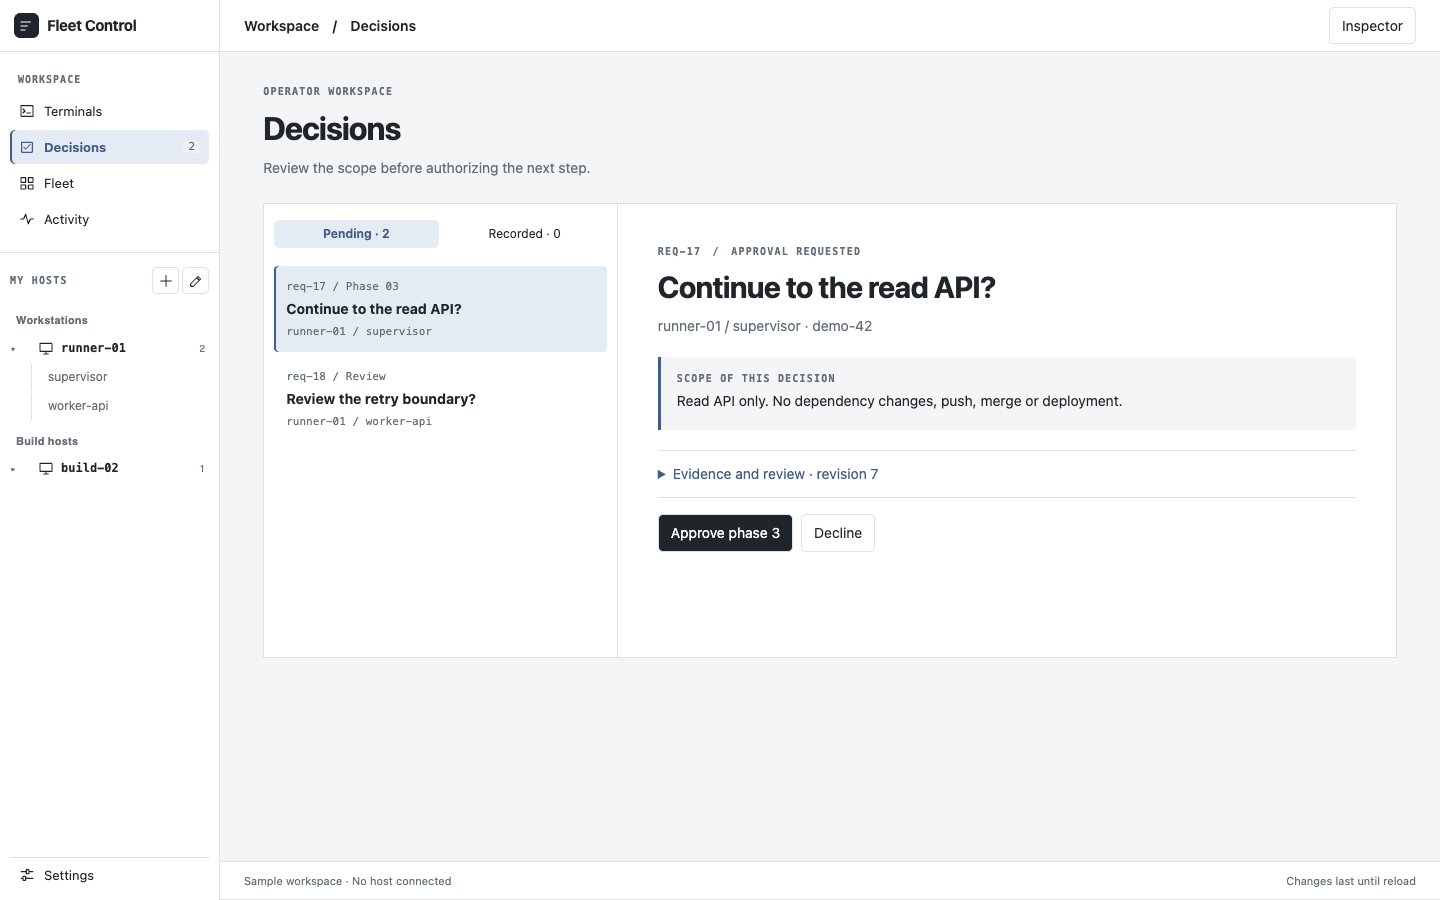 Fleet Control
WORKSPACE
Terminals
Decisions 2
Fleet
Activity
MY HOSTS
Workstations
runner-01 2
supervisor
worker-api
Build hosts
build-02 1
Settings
Workspace / Decisions
Inspector
OPERATOR WORKSPACE
Decisions
Review the scope before authorizing the next step.
Pending · 2
Recorded · 0
req-17 / Phase 03
Continue to the read API?
runner-01 / supervisor
req-18 / Review
Review the retry boundary?
runner-01 / worker-api
REQ-17 / APPROVAL REQUESTED
Continue to the read API?
runner-01 / supervisor · demo-42
SCOPE OF THIS DECISION
Read API only. No dependency changes, push, merge or deployment.
Evidence and review · revision 7
Approve phase 3
Decline
Sample workspace · No host connected
Changes last until reload